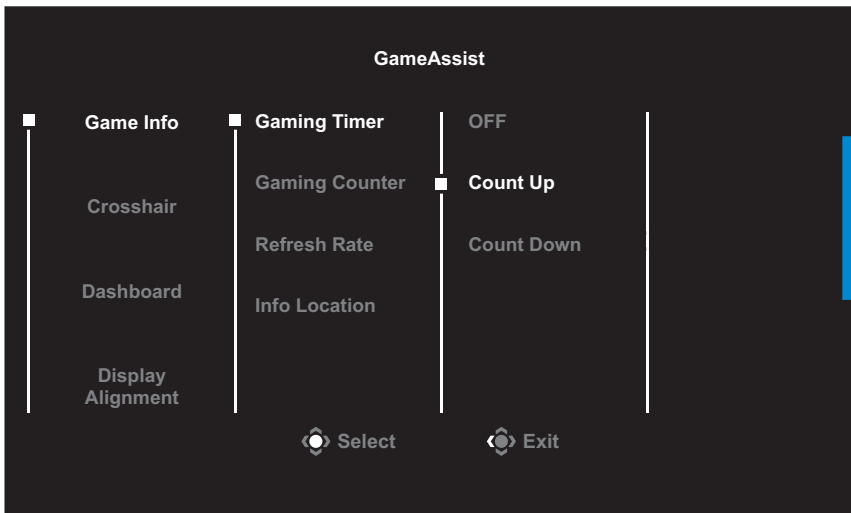 GameAssist
Game Info
Crosshair
Dashboard
Display
Alignment
Gaming Timer
Gaming Counter
Refresh Rate
Info Location
OFF
Count Up
Count Down
Select
Exit